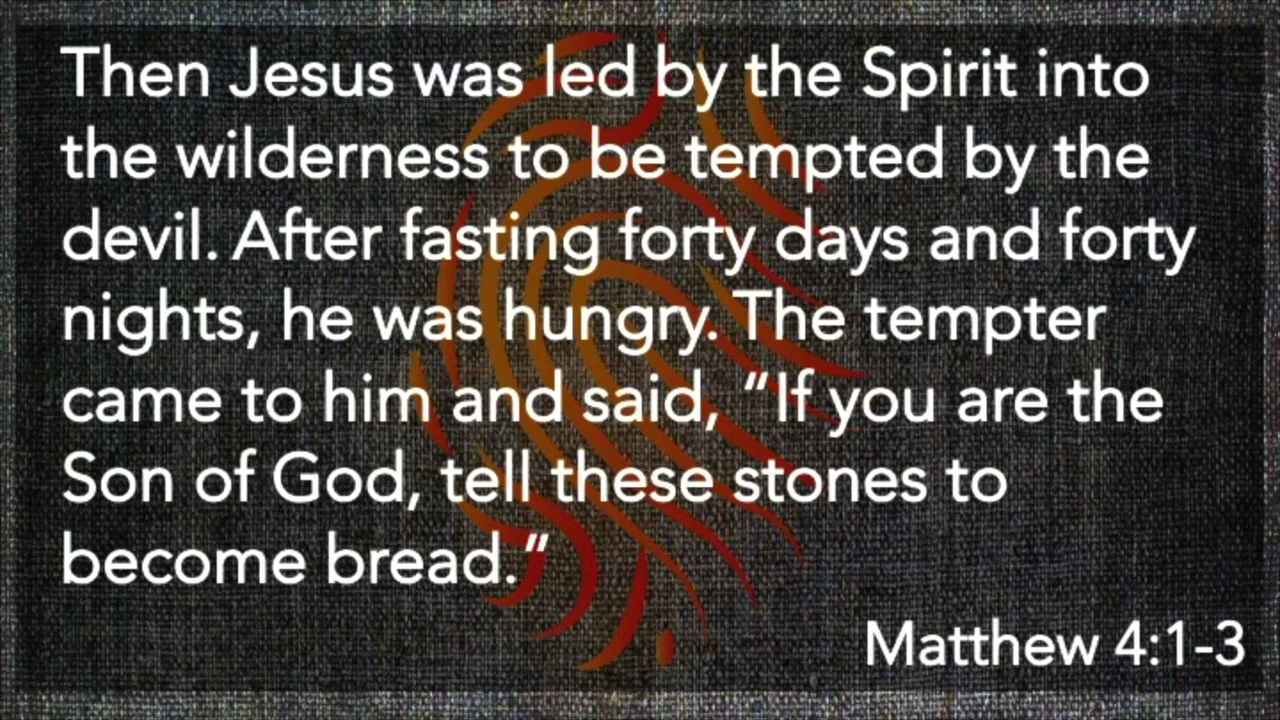 Then Jesus was led by the Spirit into
the wilderness to be tempted by the
devil. After fasting forty days and forty
nights, he was hungry. The tempter
came to him and said, “If you are the
Son of God, tell these stones to
become bread.”
Matthew 4:1-3